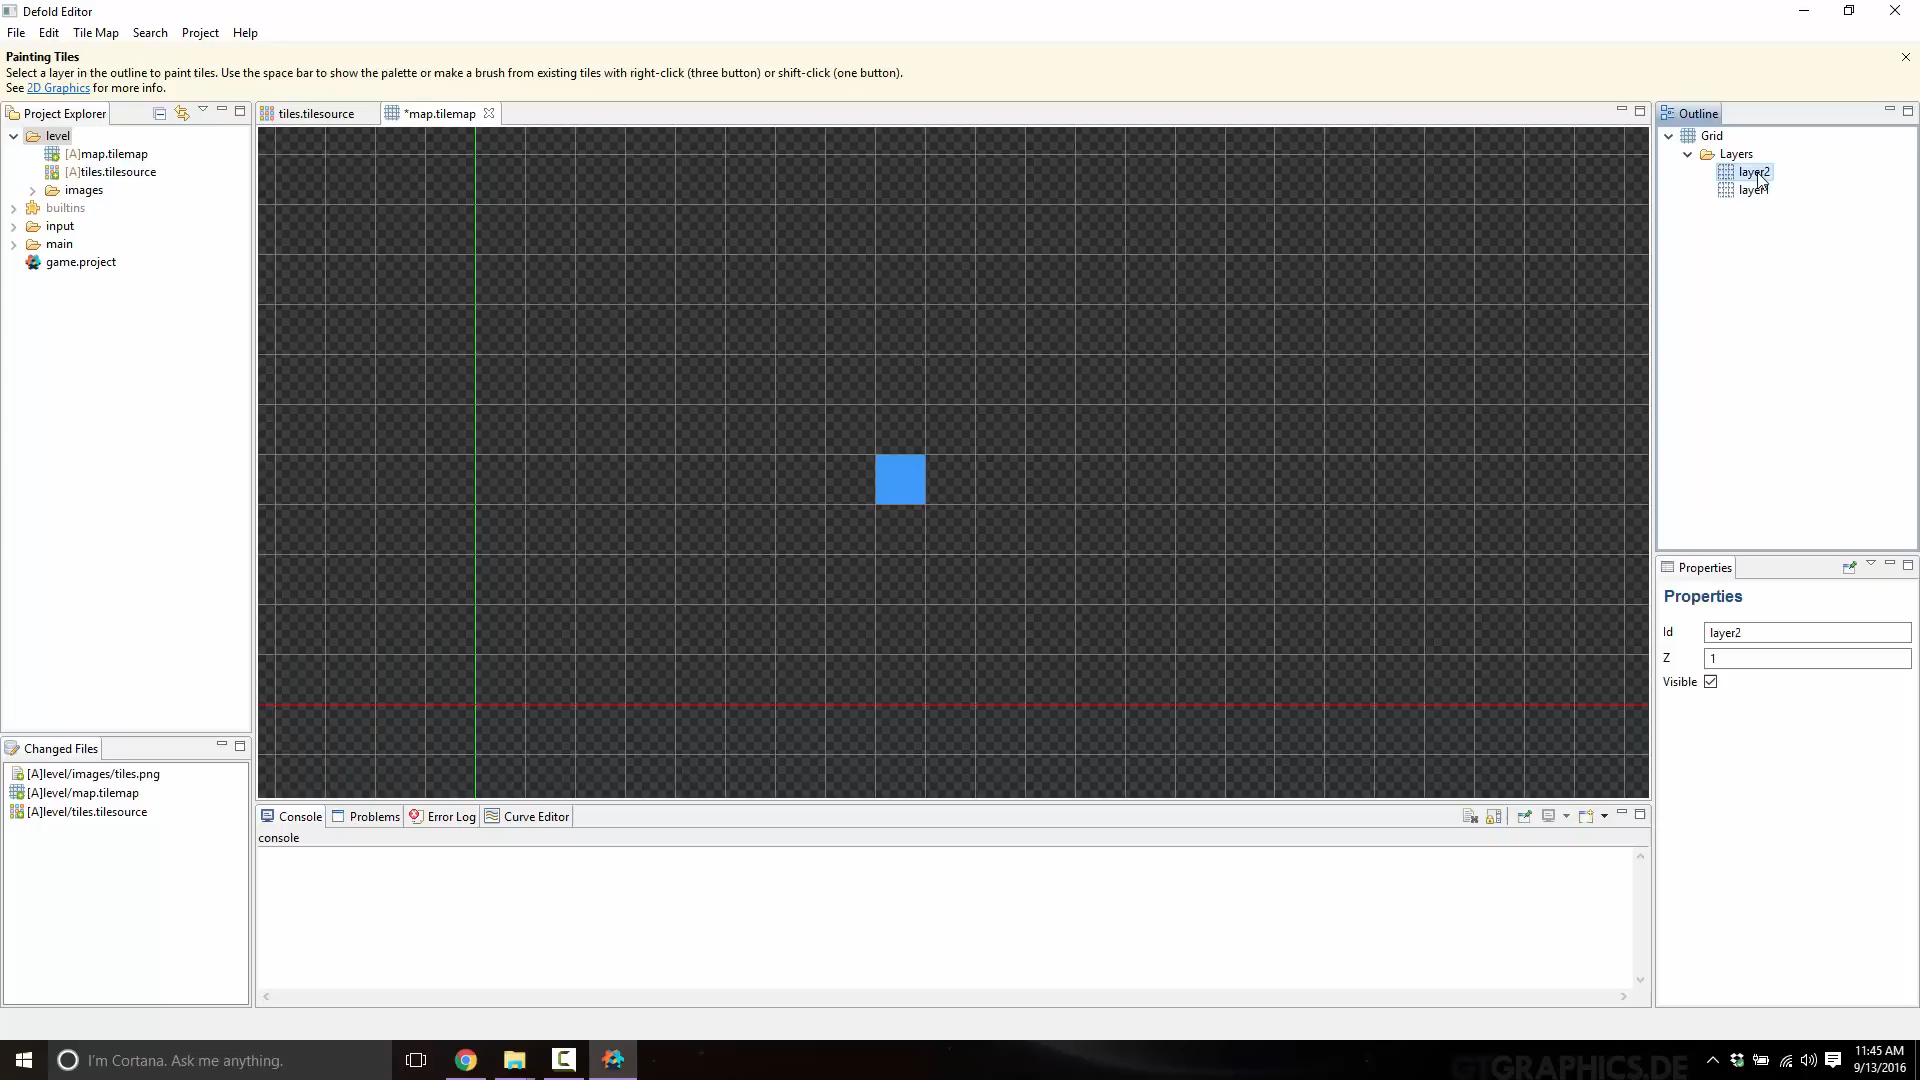 Defold Editor
File Edit Tile Map Search Project Help
Painting Tiles
Select a layer in the outline to paint tiles. Use the space bar to show the palette or make a brush from existing tiles with right-click (three button) or shift-click (one button).
See 2D Graphics for more info.
Project Explorer
level
[A]map.tilemap
[A]tiles.tilesource
images
builtins
input
main
game.project
tiles.tilesource
*map.tilemap
Outline
Grid
Layers
layer2
layer1
Properties
Properties
Id layer2
Z 1
Visible
Changed Files
[A]level/images/tiles.png
[A]level/map.tilemap
[A]level/tiles.tilesource
Console Problems Error Log Curve Editor
console
I'm Cortana. Ask me anything.
GTGRAPHICS.DE
11:45 AM
9/13/2016